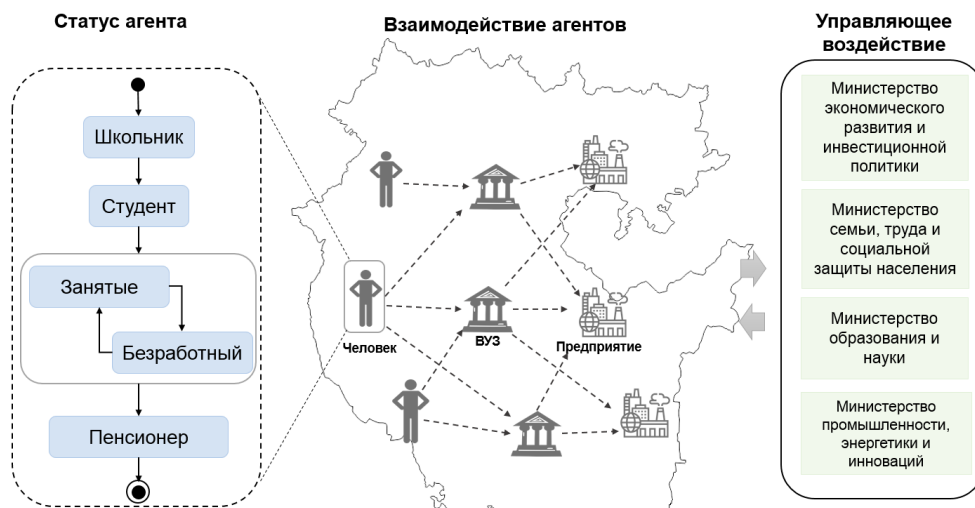 Статус агента
Школьник
Студент
Занятые
Безработный
Пенсионер
Взаимодействие агентов
Человек
ВУЗ
Предприятие
Управляющее
воздействие
Министерство
экономического
развития и
инвестиционной
политики
Министерство
семьи, труда и
социальной
защиты населения
Министерство
образования и
науки
Министерство
промышленности,
энергетики и
инноваций